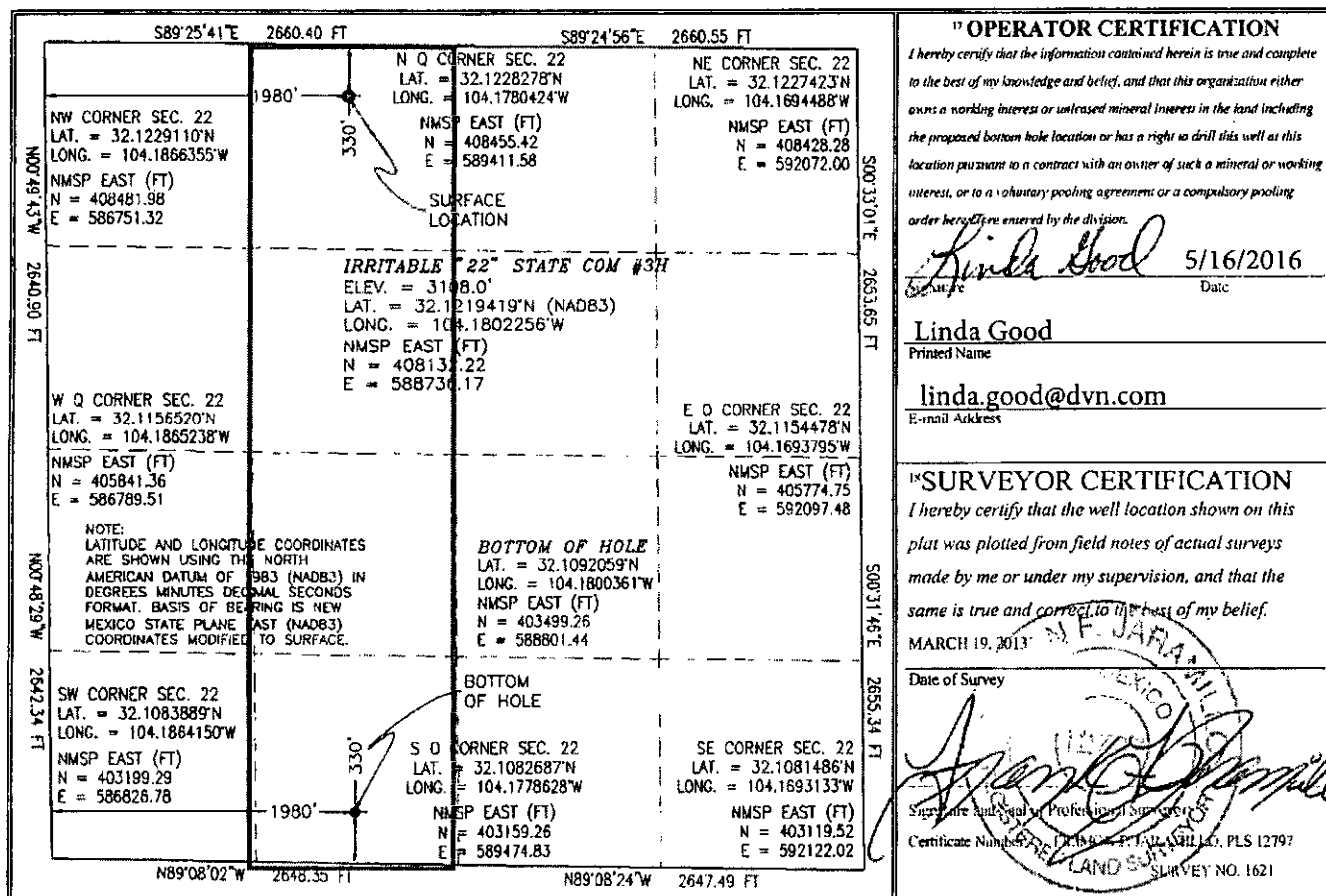 S89°25'41"E 2660.40 FT
S89°24'56"E 2660.55 FT
N Q CORNER SEC. 22
LAT. = 32.1228278°N
LONG. = 104.1780424°W
NMSP EAST (FT)
N = 408455.42
E = 589411.58
NE CORNER SEC. 22
LAT. = 32.1227423°N
LONG. = 104.1694488°W
NMSP EAST (FT)
N = 408428.28
E = 592072.00
1980'
330'
NW CORNER SEC. 22
LAT. = 32.1229110°N
LONG. = 104.1866355°W
NMSP EAST (FT)
N = 408481.98
E = 586751.32
SURFACE
LOCATION
N00°49'43"W 2640.90 FT
S00°33'01"E 2653.65 FT
IRRITABLE "22" STATE COM #3H
ELEV. = 3108.0'
LAT. = 32.1219419°N (NAD83)
LONG. = 104.1802256°W
NMSP EAST (FT)
N = 408132.22
E = 588736.17
W Q CORNER SEC. 22
LAT. = 32.1156520°N
LONG. = 104.1865238°W
NMSP EAST (FT)
N = 405841.36
E = 586789.51
E Q CORNER SEC. 22
LAT. = 32.1154478°N
LONG. = 104.1693795°W
NMSP EAST (FT)
N = 405774.75
E = 592097.48
NOTE:
LATITUDE AND LONGITUDE COORDINATES
ARE SHOWN USING THE NORTH
AMERICAN DATUM OF 1983 (NAD83) IN
DEGREES MINUTES DECIMAL SECONDS
FORMAT. BASIS OF BEARING IS NEW
MEXICO STATE PLANE EAST (NAD83)
COORDINATES MODIFIED TO SURFACE.
BOTTOM OF HOLE
LAT. = 32.1092059°N
LONG. = 104.1800361°W
NMSP EAST (FT)
N = 403499.26
E = 588801.44
N00°48'29"W 2642.34 FT
S00°31'46"E 2655.34 FT
BOTTOM
OF HOLE
SW CORNER SEC. 22
LAT. = 32.1083889°N
LONG. = 104.1864150°W
NMSP EAST (FT)
N = 403199.29
E = 586826.78
330'
1980'
S Q CORNER SEC. 22
LAT. = 32.1082687°N
LONG. = 104.1778628°W
NMSP EAST (FT)
N = 403159.26
E = 589474.83
SE CORNER SEC. 22
LAT. = 32.1081486°N
LONG. = 104.1693133°W
NMSP EAST (FT)
N = 403119.52
E = 592122.02
N89°08'02"W 2648.35 FT
N89°08'24"W 2647.49 FT
17 OPERATOR CERTIFICATION
I hereby certify that the information contained herein is true and complete
to the best of my knowledge and belief, and that this organization either
owns a working interest or unleased mineral interest in the land including
the proposed bottom hole location or has a right to drill this well at this
location pursuant to a contract with an owner of such a mineral or working
interest, or to a voluntary pooling agreement or a compulsory pooling
order heretofore entered by the division.
Linda Good 5/16/2016
Signature Date
Linda Good
Printed Name
linda.good@dvn.com
E-mail Address
18 SURVEYOR CERTIFICATION
I hereby certify that the well location shown on this
plat was plotted from field notes of actual surveys
made by me or under my supervision, and that the
same is true and correct to the best of my belief.
MARCH 19, 2013
Date of Survey
Signature and Seal of Professional Surveyor
Certificate Number: JARAMILLO, PLS 12797
SURVEY NO. 1621
F. JARAMILLO
MEXICO
LAND SURVEYOR